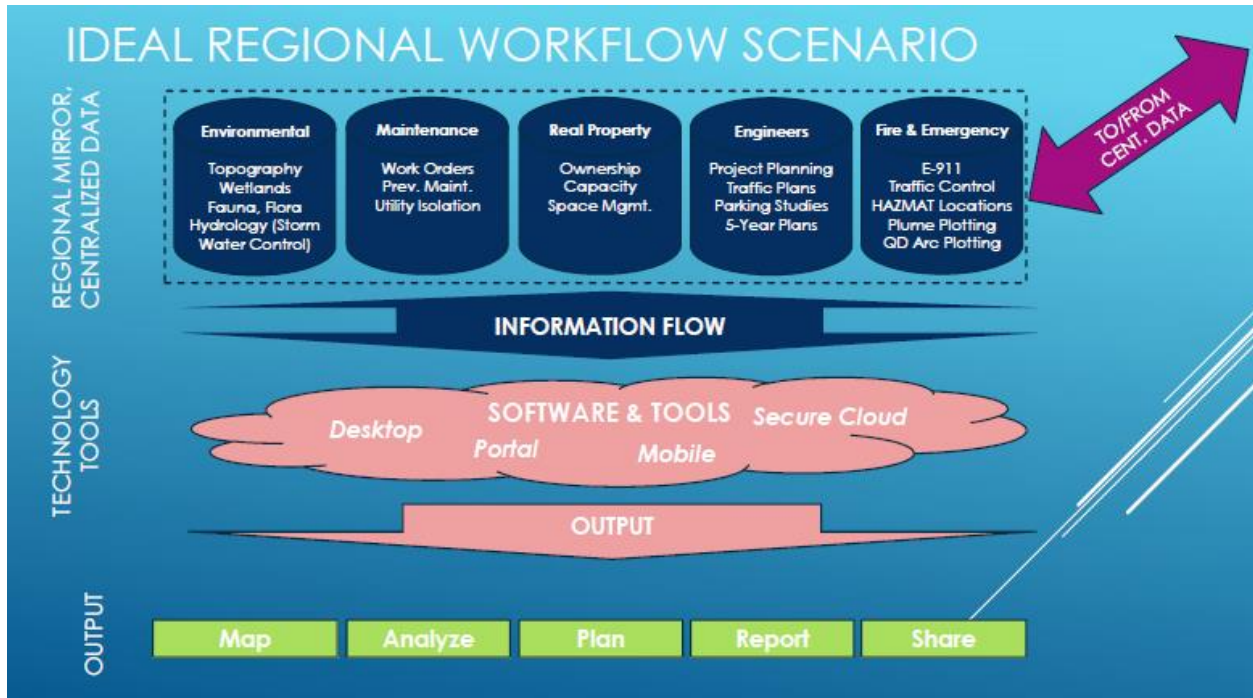 IDEAL REGIONAL WORKFLOW SCENARIO
REGIONAL MIRROR,
CENTRALIZED DATA
Environmental
Topography
Wetlands
Fauna, Flora
Hydrology (Storm
Water Control)
Maintenance
Work Orders
Prev. Maint.
Utility Isolation
Real Property
Ownership
Capacity
Space Mgmt.
Engineers
Project Planning
Traffic Plans
Parking Studies
5-Year Plans
Fire & Emergency
E-911
Traffic Control
HAZMAT Locations
Plume Plotting
QD Arc Plotting
TO/FROM
CENT. DATA
INFORMATION FLOW
TECHNOLOGY
TOOLS
SOFTWARE & TOOLS
Desktop
Portal
Mobile
Secure Cloud
OUTPUT
OUTPUT
Map
Analyze
Plan
Report
Share